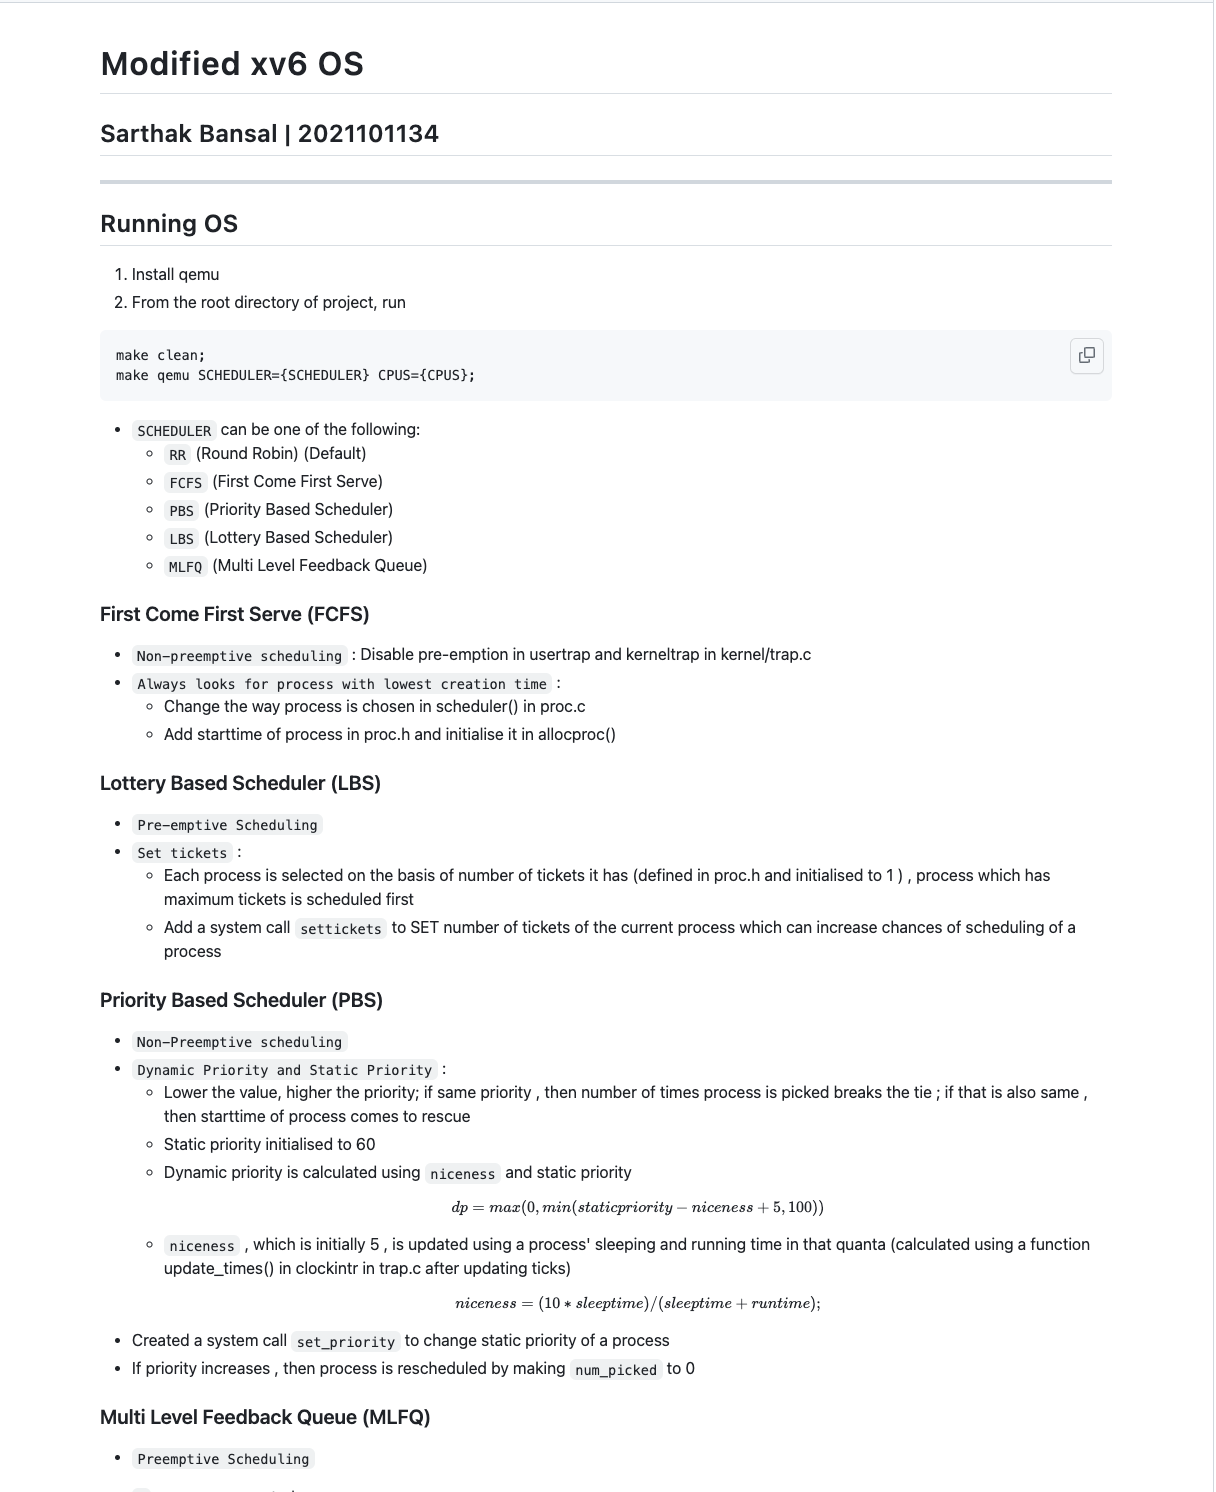 Modified xv6 OS
Sarthak Bansal | 2021101134
Running OS
1. Install qemu
2. From the root directory of project, run
make clean;
make qemu SCHEDULER={SCHEDULER} CPUS={CPUS};
• SCHEDULER can be one of the following:
◦ RR (Round Robin) (Default)
◦ FCFS (First Come First Serve)
◦ PBS (Priority Based Scheduler)
◦ LBS (Lottery Based Scheduler)
◦ MLFQ (Multi Level Feedback Queue)
First Come First Serve (FCFS)
• Non-preemptive scheduling : Disable pre-emption in usertrap and kerneltrap in kernel/trap.c
• Always looks for process with lowest creation time :
◦ Change the way process is chosen in scheduler() in proc.c
◦ Add starttime of process in proc.h and initialise it in allocproc()
Lottery Based Scheduler (LBS)
• Pre-emptive Scheduling
• Set tickets :
◦ Each process is selected on the basis of number of tickets it has (defined in proc.h and initialised to 1 ) , process which has
maximum tickets is scheduled first
◦ Add a system call settickets to SET number of tickets of the current process which can increase chances of scheduling of a
process
Priority Based Scheduler (PBS)
• Non-Preemptive scheduling
• Dynamic Priority and Static Priority :
◦ Lower the value, higher the priority; if same priority , then number of times process is picked breaks the tie ; if that is also same ,
then starttime of process comes to rescue
◦ Static priority initialised to 60
◦ Dynamic priority is calculated using niceness and static priority
dp = max(0, min(staticpriority − niceness + 5, 100))
◦ niceness , which is initially 5 , is updated using a process' sleeping and running time in that quanta (calculated using a function
update_times() in clockintr in trap.c after updating ticks)
niceness = (10 ∗ sleeptime)/(sleeptime + runtime);
• Created a system call set_priority to change static priority of a process
• If priority increases , then process is rescheduled by making num_picked to 0
Multi Level Feedback Queue (MLFQ)
• Preemptive Scheduling